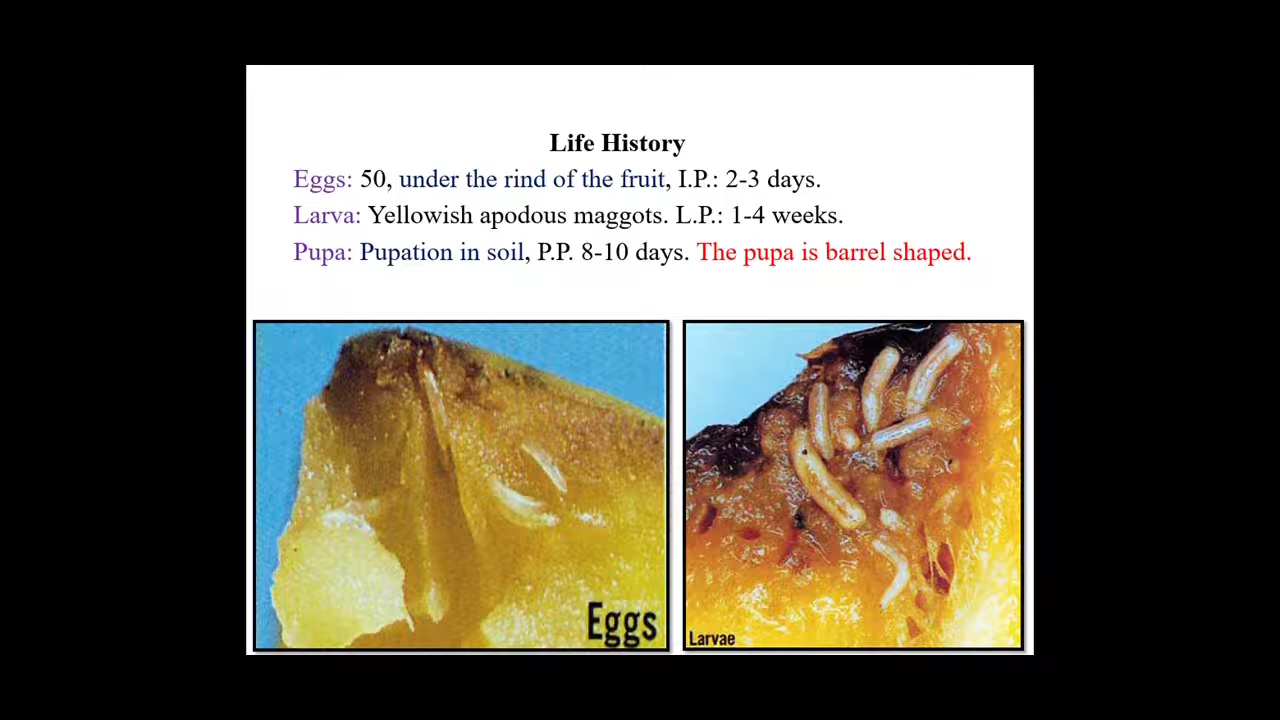 Life History
Eggs: 50, under the rind of the fruit, I.P.: 2-3 days.
Larva: Yellowish apodous maggots. L.P.: 1-4 weeks.
Pupa: Pupation in soil, P.P. 8-10 days. The pupa is barrel shaped.
Eggs
Larvae